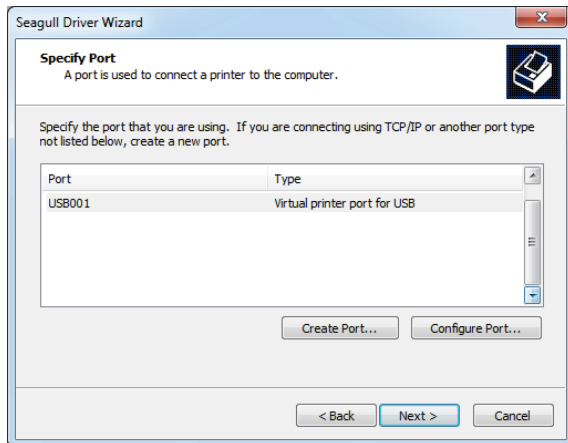 Seagull Driver Wizard
Specify Port
A port is used to connect a printer to the computer.
Specify the port that you are using. If you are connecting using TCP/IP or another port type
not listed below, create a new port.
Port Type
USB001 Virtual printer port for USB
Create Port... Configure Port...
< Back Next > Cancel